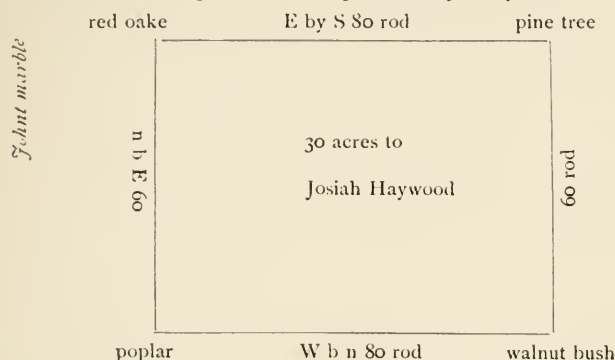 red oake E by S 80 rod pine tree
Johnt marble
n b E 60
30 acres to
60 rod
Josiah Haywood
poplar W b n 80 rod walnut bush